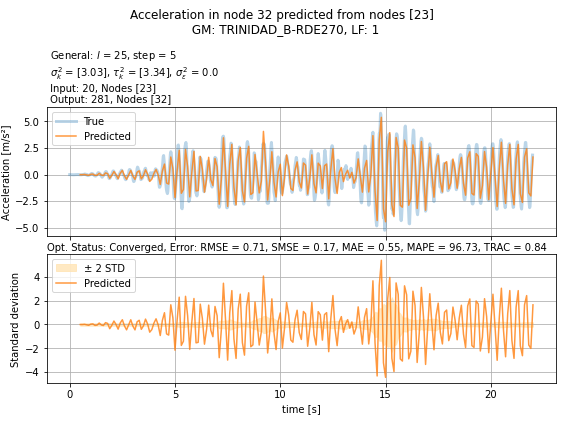 Acceleration in node 32 predicted from nodes [23]
GM: TRINIDAD_B-RDE270, LF: 1
General: l = 25, step = 5
σ²ₖ = [3.03], τ²ₖ = [3.34], σ²ε = 0.0
Input: 20, Nodes [23]
Output: 281, Nodes [32]
Acceleration [m/s²]
5.0
2.5
0.0
−2.5
−5.0
True
Predicted
Opt. Status: Converged, Error: RMSE = 0.71, SMSE = 0.17, MAE = 0.55, MAPE = 96.73, TRAC = 0.84
Standard deviation
4
2
0
−2
−4
± 2 STD
Predicted
0 5 10 15 20
time [s]